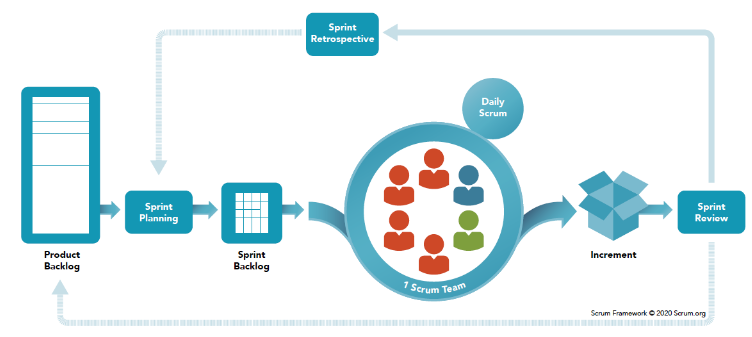 Sprint
Retrospective
Daily
Scrum
Sprint
Planning
Sprint
Review
Product
Backlog
Sprint
Backlog
Increment
1 Scrum Team
Scrum Framework © 2020 Scrum.org